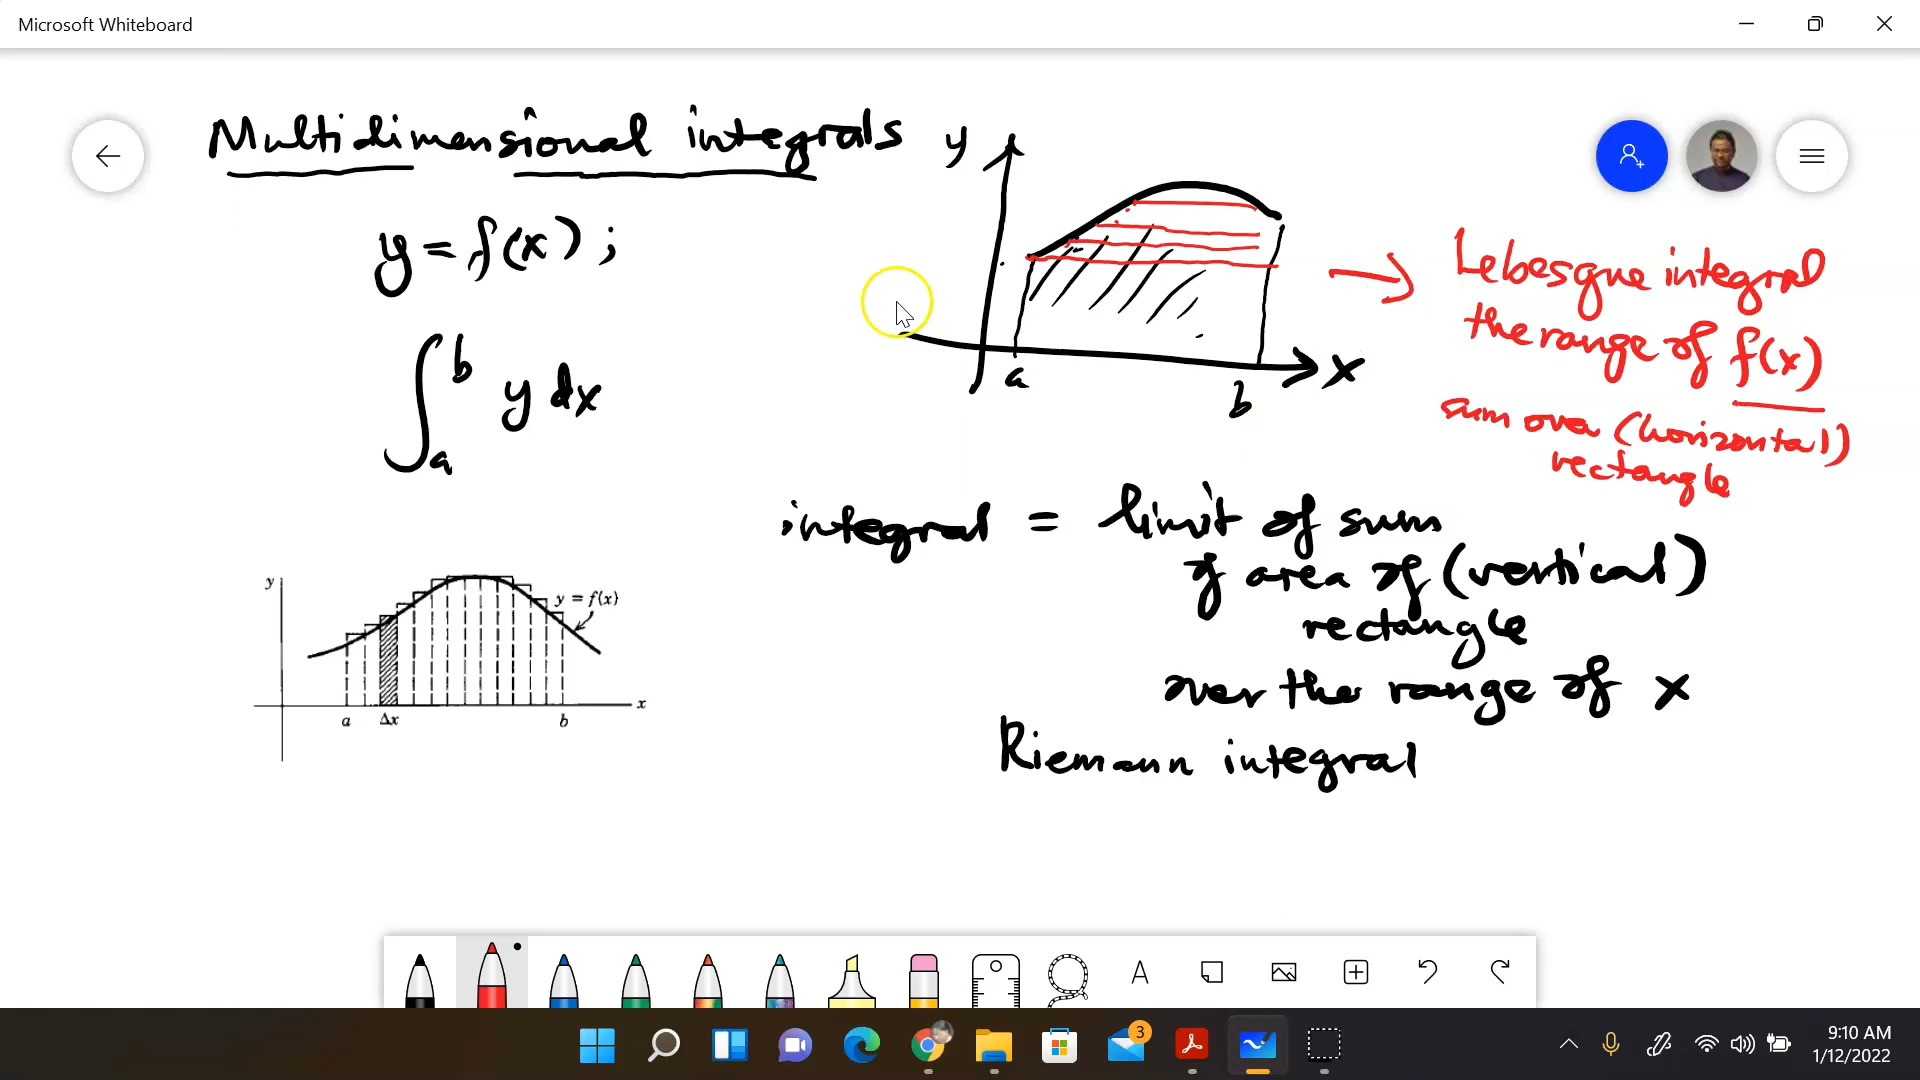 Microsoft Whiteboard
Multidimensional integrals
y = f(x) ;
∫ₐᵇ y dx
y
a
b
x
Lebesgue integral
the range of f(x)
sum over (horizontal)
rectangle
integral = limit of sum
of area of (vertical)
rectangle
over the range of x
Riemann integral
y
y = f(x)
a
Δx
b
x
A
3
9:10 AM
1/12/2022